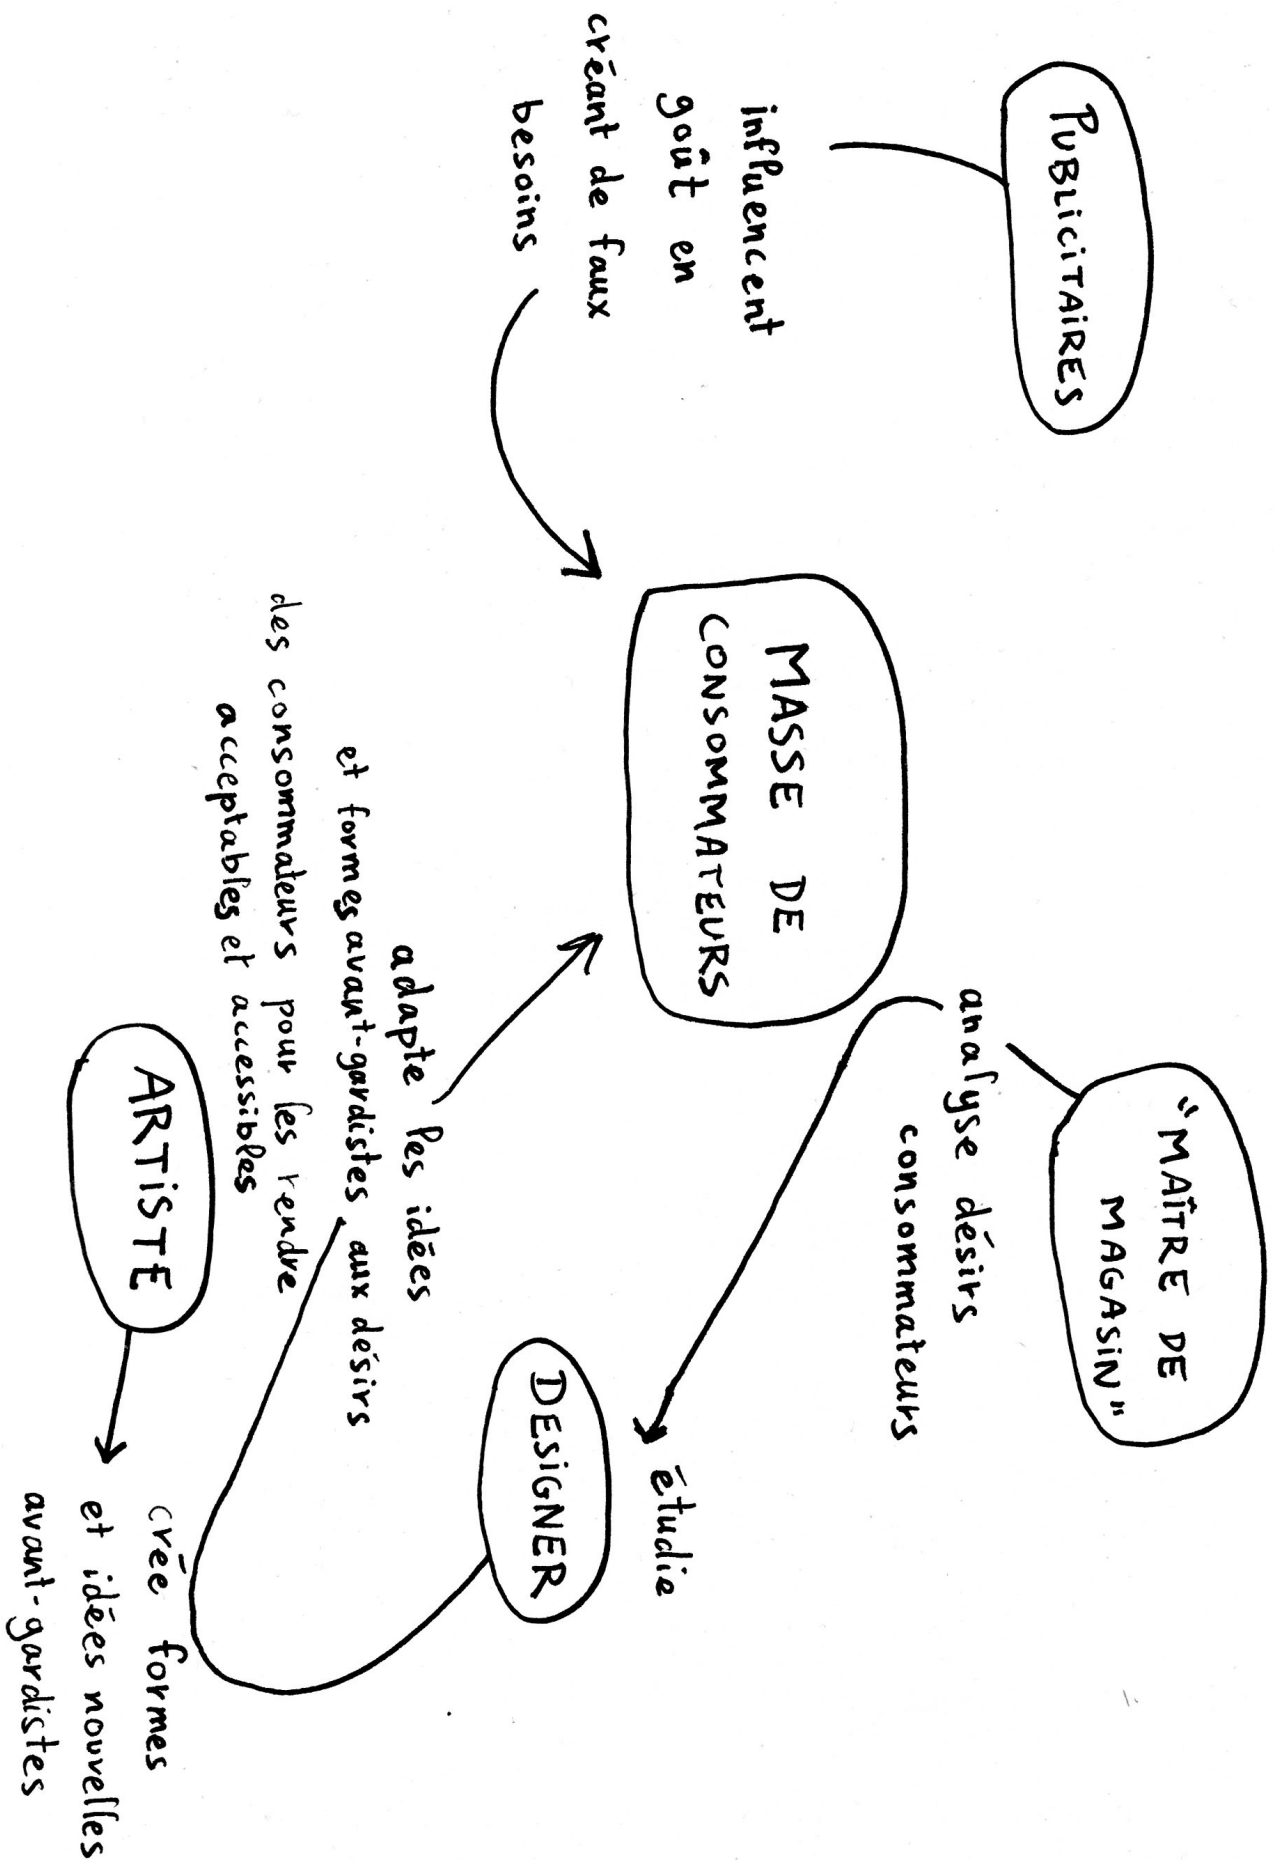 PUBLiCiTAiRES
influencent
goût en
créant de faux
besoins
MASSE DE
CONSOMMATEURS
"MAÎTRE DE
MAGASiN"
analyse désirs
consommateurs
étudie
DESiGNER
adapte les idées
et formes avant-gardistes aux désirs
des consommateurs pour les rendre
acceptables et accessibles
ARTiSTE
crée formes
et idées nouvelles
avant-gardistes